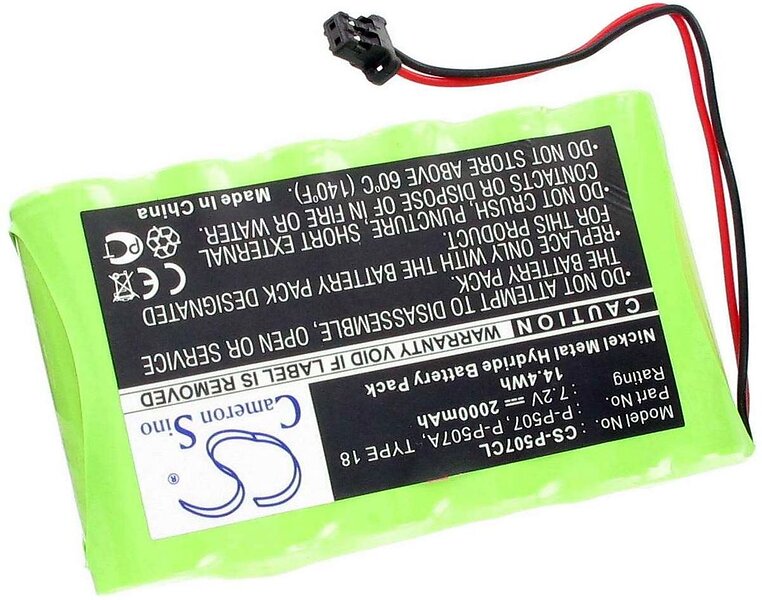 Cameron Sino
CS
®
Model No. : CS-P507CL
Part No. : P-P507, P-P507A, TYPE 18
Rating : 7.2V 2000mAh
14.4Wh
Nickel Metal Hydride Battery Pack
CAUTION WARRANTY VOID IF LABEL IS REMOVED
•DO NOT ATTEMPT TO DISASSEMBLE, OPEN OR SERVICE
THE BATTERY PACK.
•REPLACE ONLY WITH THE BATTERY PACK DESIGNATED
FOR THIS PRODUCT.
•DO NOT CRUSH, PUNCTURE, SHORT EXTERNAL
CONTACTS OR DISPOSE OF IN FIRE OR WATER.
•DO NOT STORE ABOVE 60°C (140°F).
Made in China
CE
PC